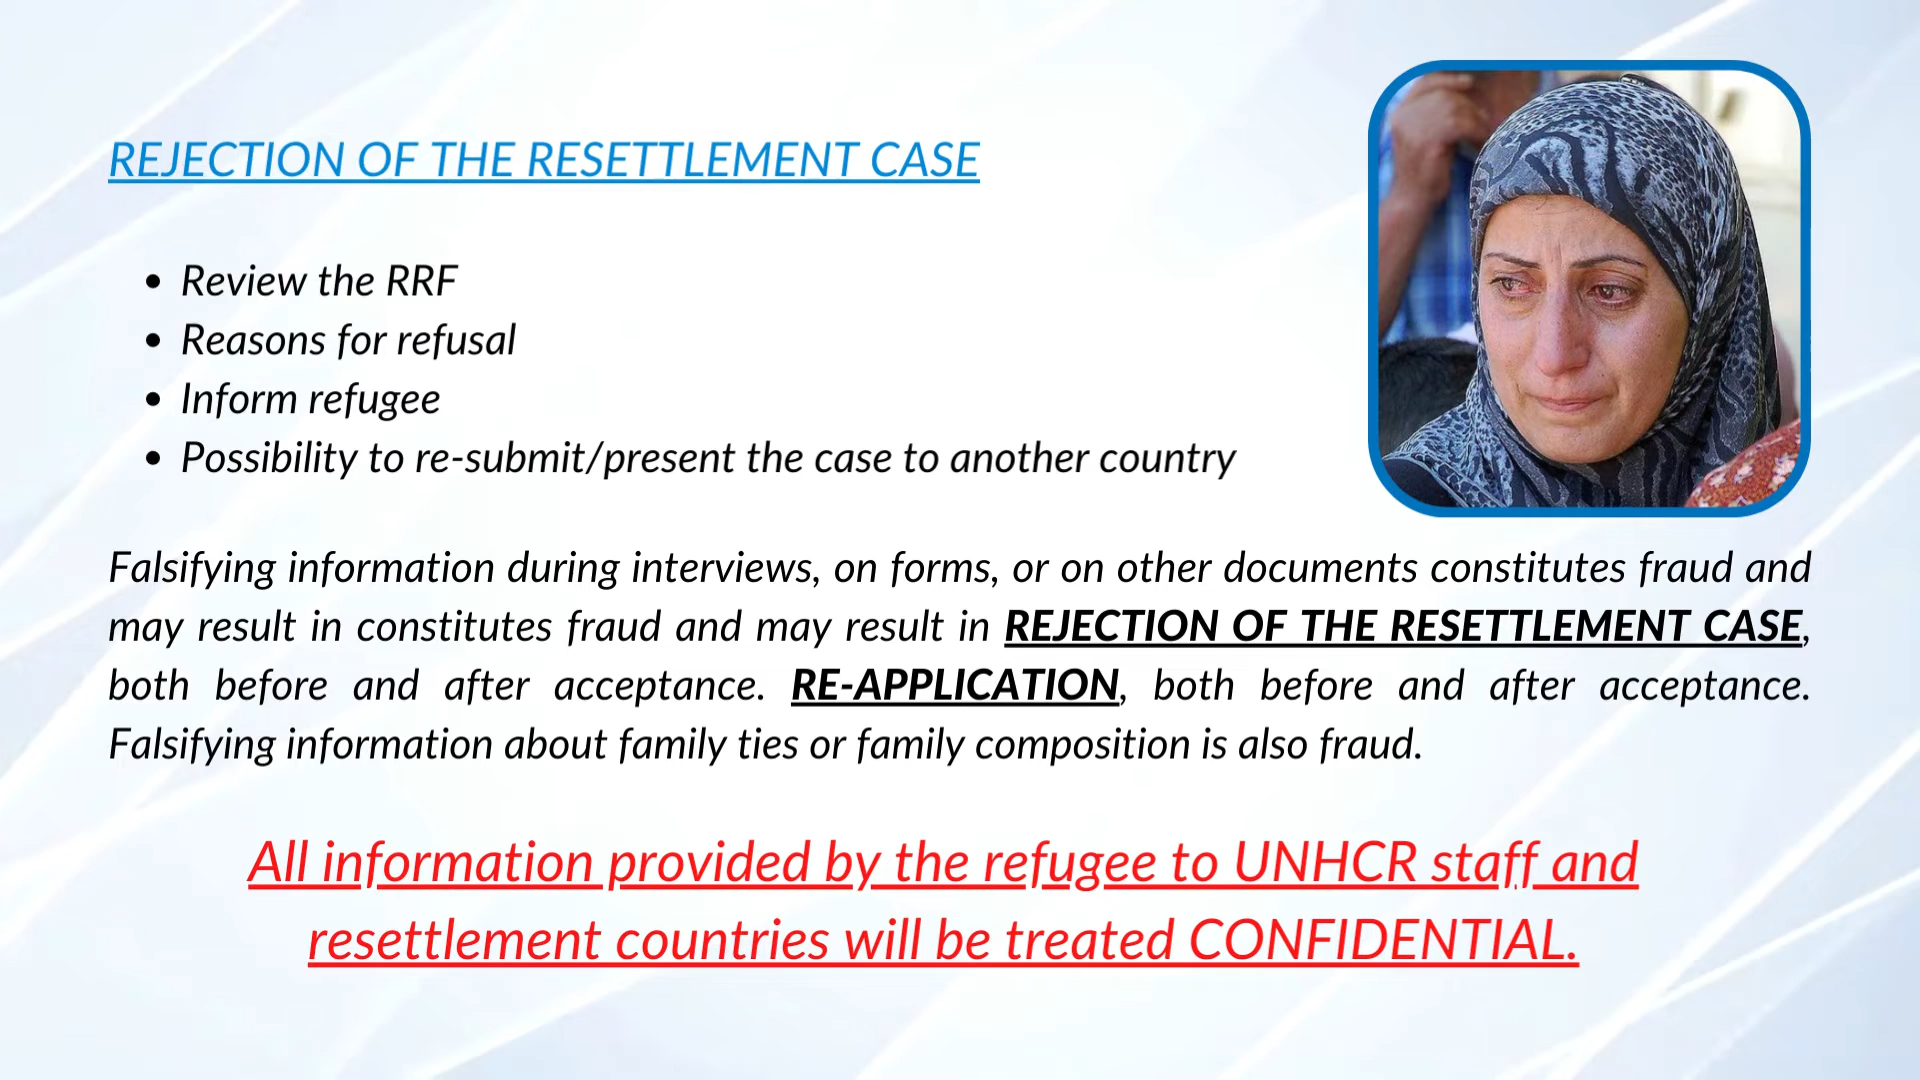 REJECTION OF THE RESETTLEMENT CASE
• Review the RRF
• Reasons for refusal
• Inform refugee
• Possibility to re-submit/present the case to another country
Falsifying information during interviews, on forms, or on other documents constitutes fraud and
may result in constitutes fraud and may result in REJECTION OF THE RESETTLEMENT CASE,
both before and after acceptance. RE-APPLICATION, both before and after acceptance.
Falsifying information about family ties or family composition is also fraud.
All information provided by the refugee to UNHCR staff and
resettlement countries will be treated CONFIDENTIAL.